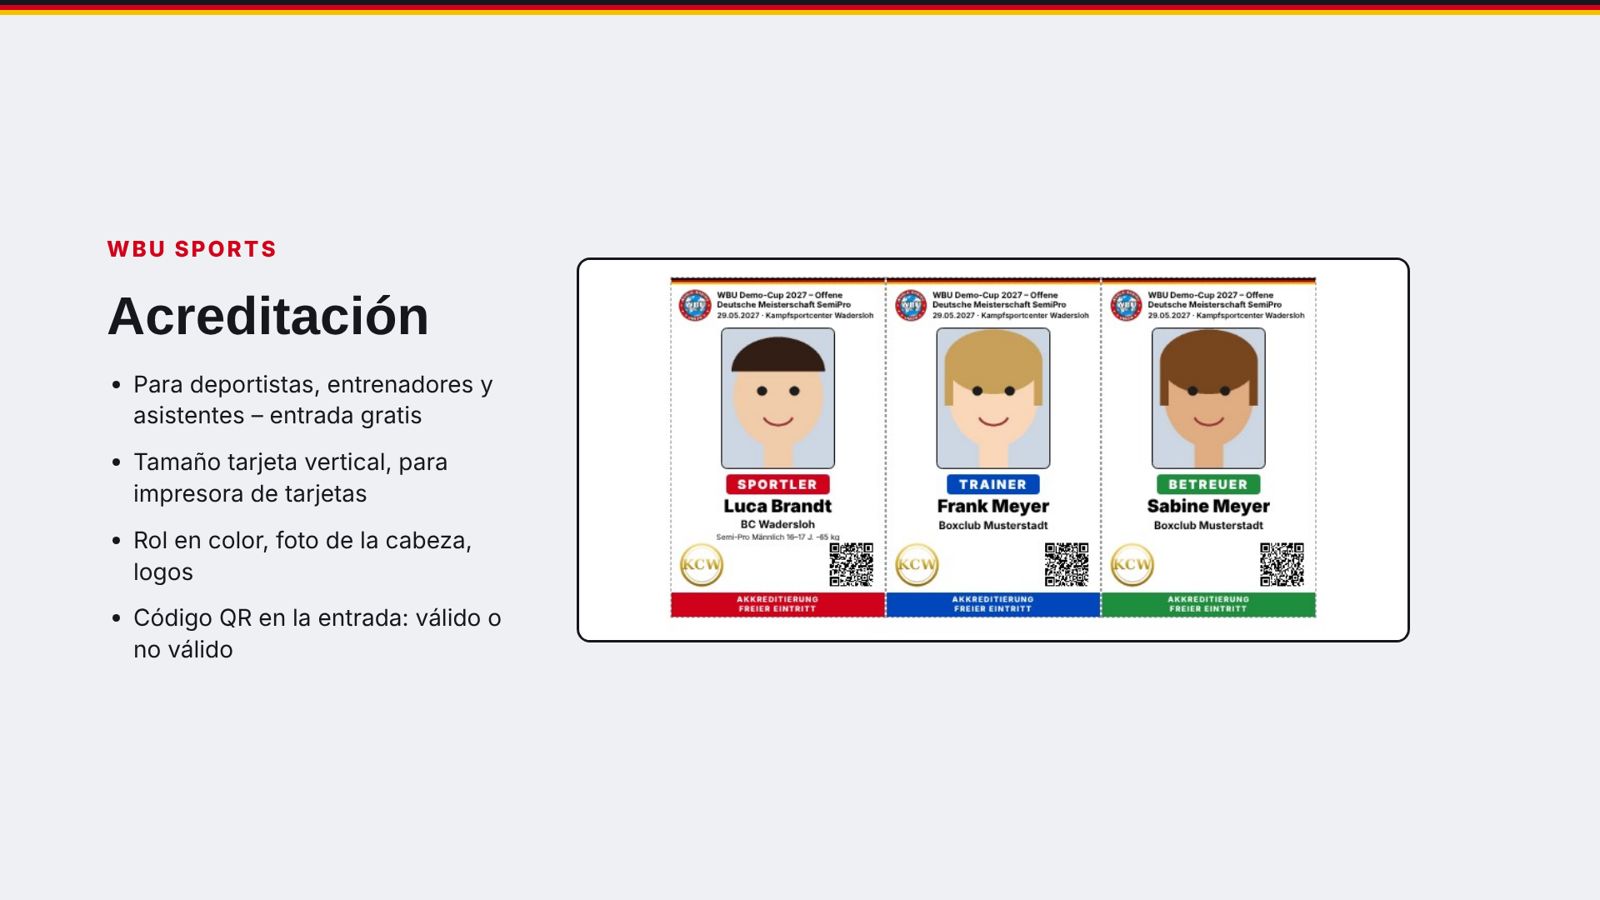 WBU SPORTS
Acreditación
• Para deportistas, entrenadores y
asistentes – entrada gratis
• Tamaño tarjeta vertical, para
impresora de tarjetas
• Rol en color, foto de la cabeza,
logos
• Código QR en la entrada: válido o
no válido
WBU Demo-Cup 2027 – Offene
Deutsche Meisterschaft SemiPro
29.05.2027 · Kampfsportcenter Wadersloh
SPORTLER
Luca Brandt
BC Wadersloh
Semi-Pro Männlich 16–17 J. -65 kg
KCW
AKKREDITIERUNG
FREIER EINTRITT
WBU Demo-Cup 2027 – Offene
Deutsche Meisterschaft SemiPro
29.05.2027 · Kampfsportcenter Wadersloh
TRAINER
Frank Meyer
Boxclub Musterstadt
KCW
AKKREDITIERUNG
FREIER EINTRITT
WBU Demo-Cup 2027 – Offene
Deutsche Meisterschaft SemiPro
29.05.2027 · Kampfsportcenter Wadersloh
BETREUER
Sabine Meyer
Boxclub Musterstadt
KCW
AKKREDITIERUNG
FREIER EINTRITT